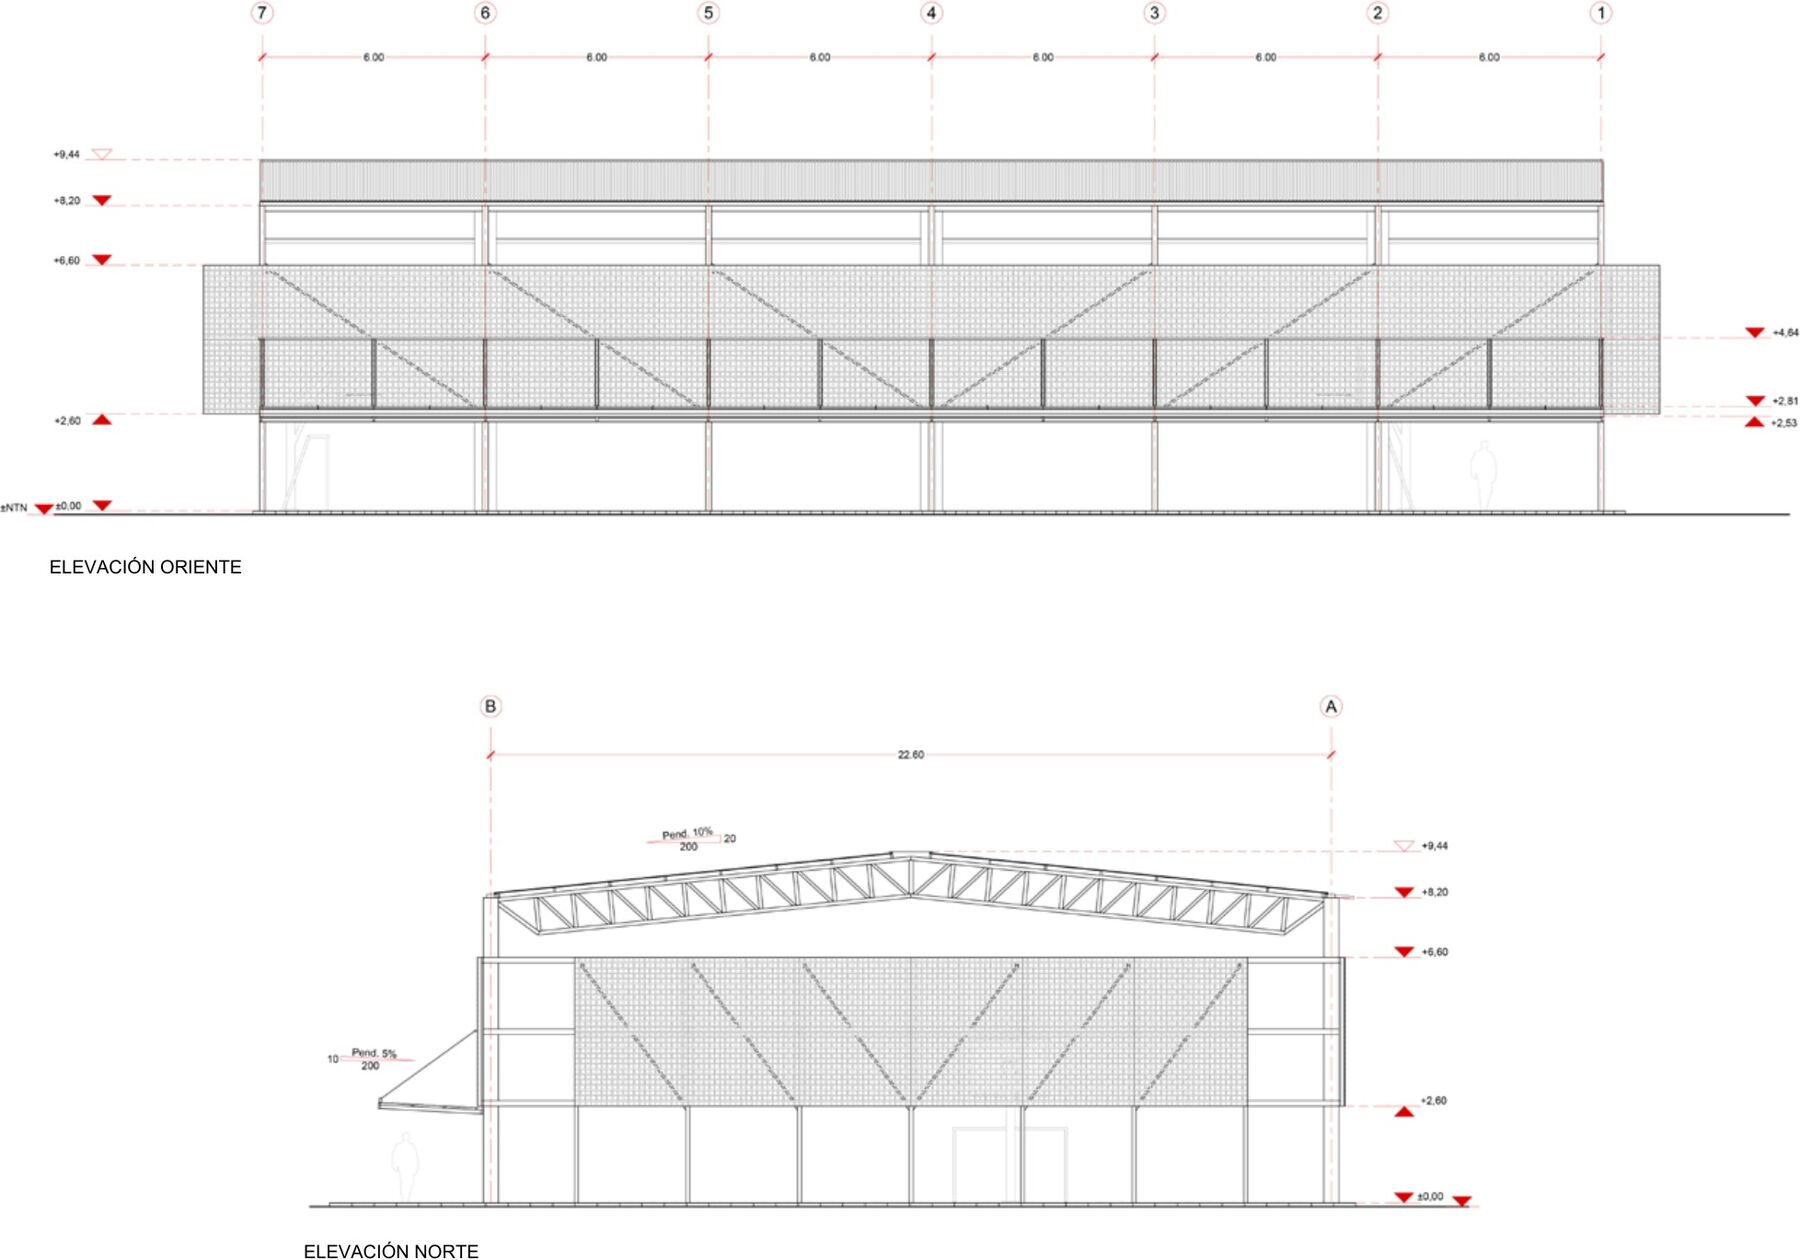 7 6 5 4 3 2 1
6.00 6.00 6.00 6.00 6.00 6.00
+9,44
+8,20
+6,60
+4,64
+2,81
+2,60
+2,53
±NTN ±0,00
ELEVACIÓN ORIENTE
B A
22.60
Pend. 10% 20
200
+9,44
+8,20
+6,60
10 Pend. 5%
200
+2,60
±0,00
ELEVACIÓN NORTE